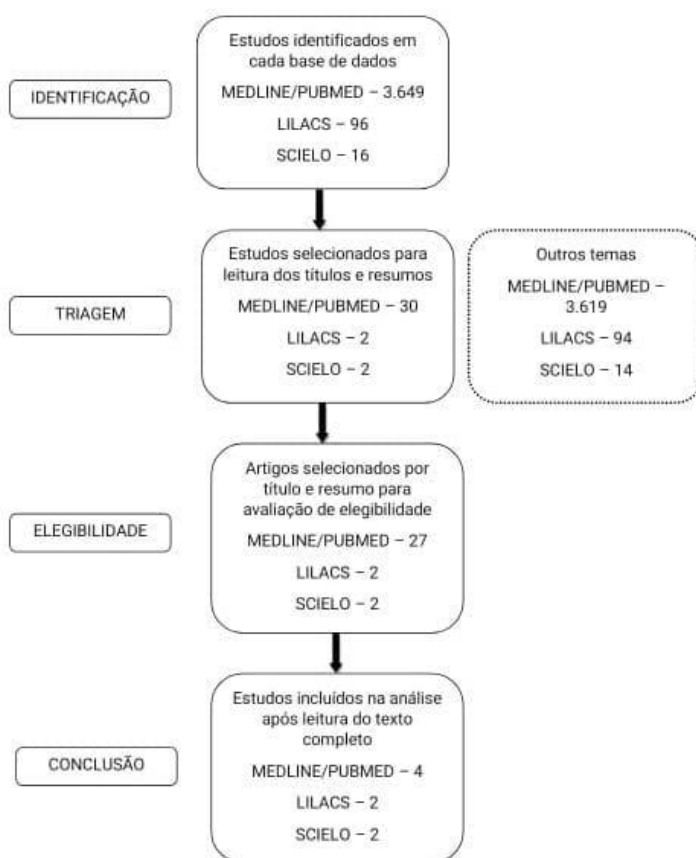 IDENTIFICAÇÃO
Estudos identificados em
cada base de dados
MEDLINE/PUBMED – 3.649
LILACS – 96
SCIELO – 16
TRIAGEM
Estudos selecionados para
leitura dos títulos e resumos
MEDLINE/PUBMED – 30
LILACS – 2
SCIELO – 2
Outros temas
MEDLINE/PUBMED –
3.619
LILACS – 94
SCIELO – 14
ELEGIBILIDADE
Artigos selecionados por
título e resumo para
avaliação de elegibilidade
MEDLINE/PUBMED – 27
LILACS – 2
SCIELO – 2
CONCLUSÃO
Estudos incluídos na análise
após leitura do texto
completo
MEDLINE/PUBMED – 4
LILACS – 2
SCIELO – 2